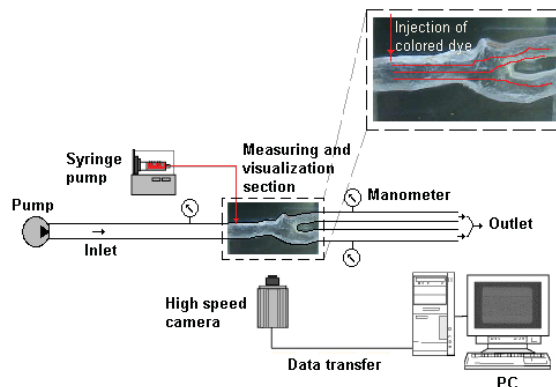 Injection of
colored dye
Measuring and
visualization
section
Syringe
pump
Manometer
Pump
Inlet
Outlet
High speed
camera
Data transfer
PC